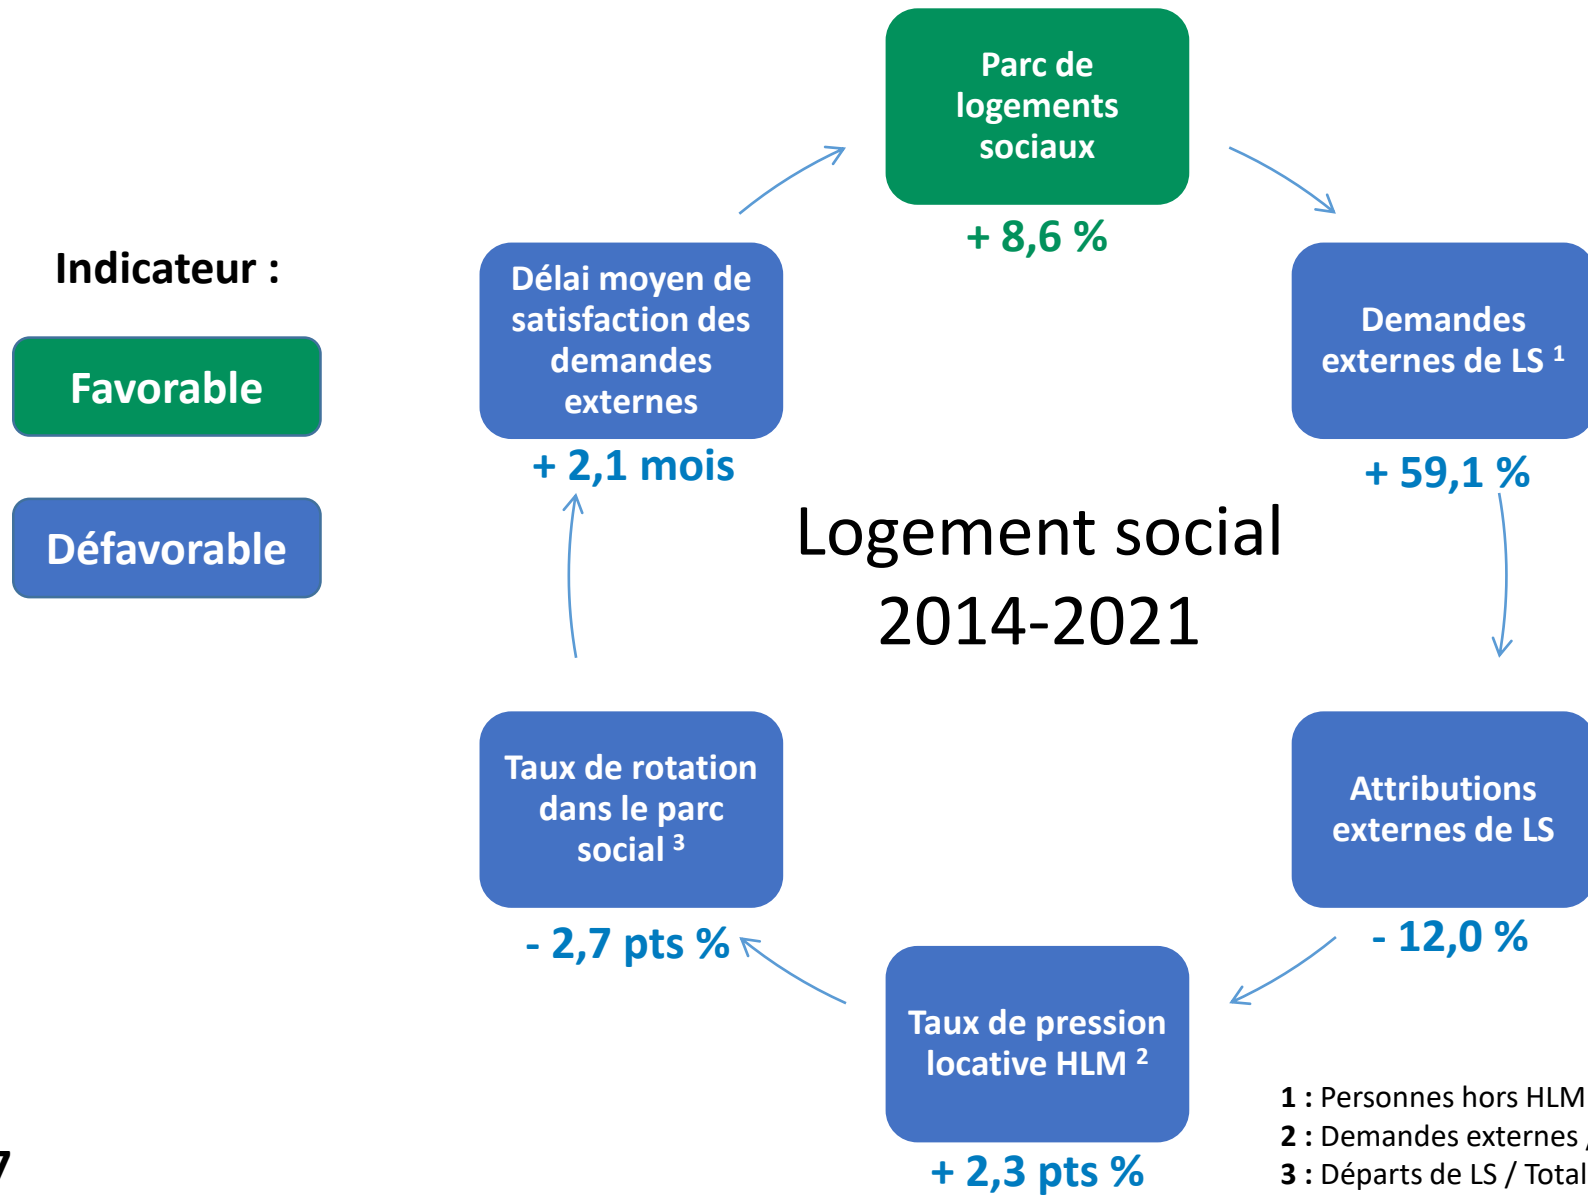 Parc de
logements
sociaux
+ 8,6 %
Indicateur :
Favorable
Défavorable
Délai moyen de
satisfaction des
demandes
externes
+ 2,1 mois
Demandes
externes de LS ¹
+ 59,1 %
Logement social
2014-2021
Taux de rotation
dans le parc
social ³
- 2,7 pts %
Attributions
externes de LS
- 12,0 %
Taux de pression
locative HLM ²
+ 2,3 pts %
1 : Personnes hors HLM
2 : Demandes externes /
3 : Départs de LS / Total
7